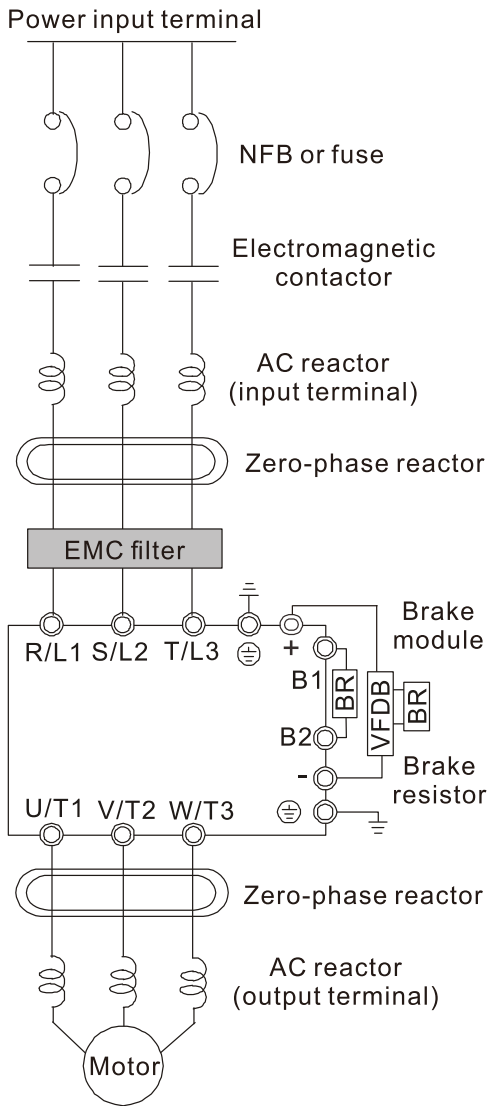 Power input terminal
NFB or fuse
Electromagnetic
contactor
AC reactor
(input terminal)
Zero-phase reactor
EMC filter
R/L1 S/L2 T/L3
+
Brake
module
B1
BR
VFDB
BR
B2
-
Brake
resistor
U/T1 V/T2 W/T3
Zero-phase reactor
AC reactor
(output terminal)
Motor